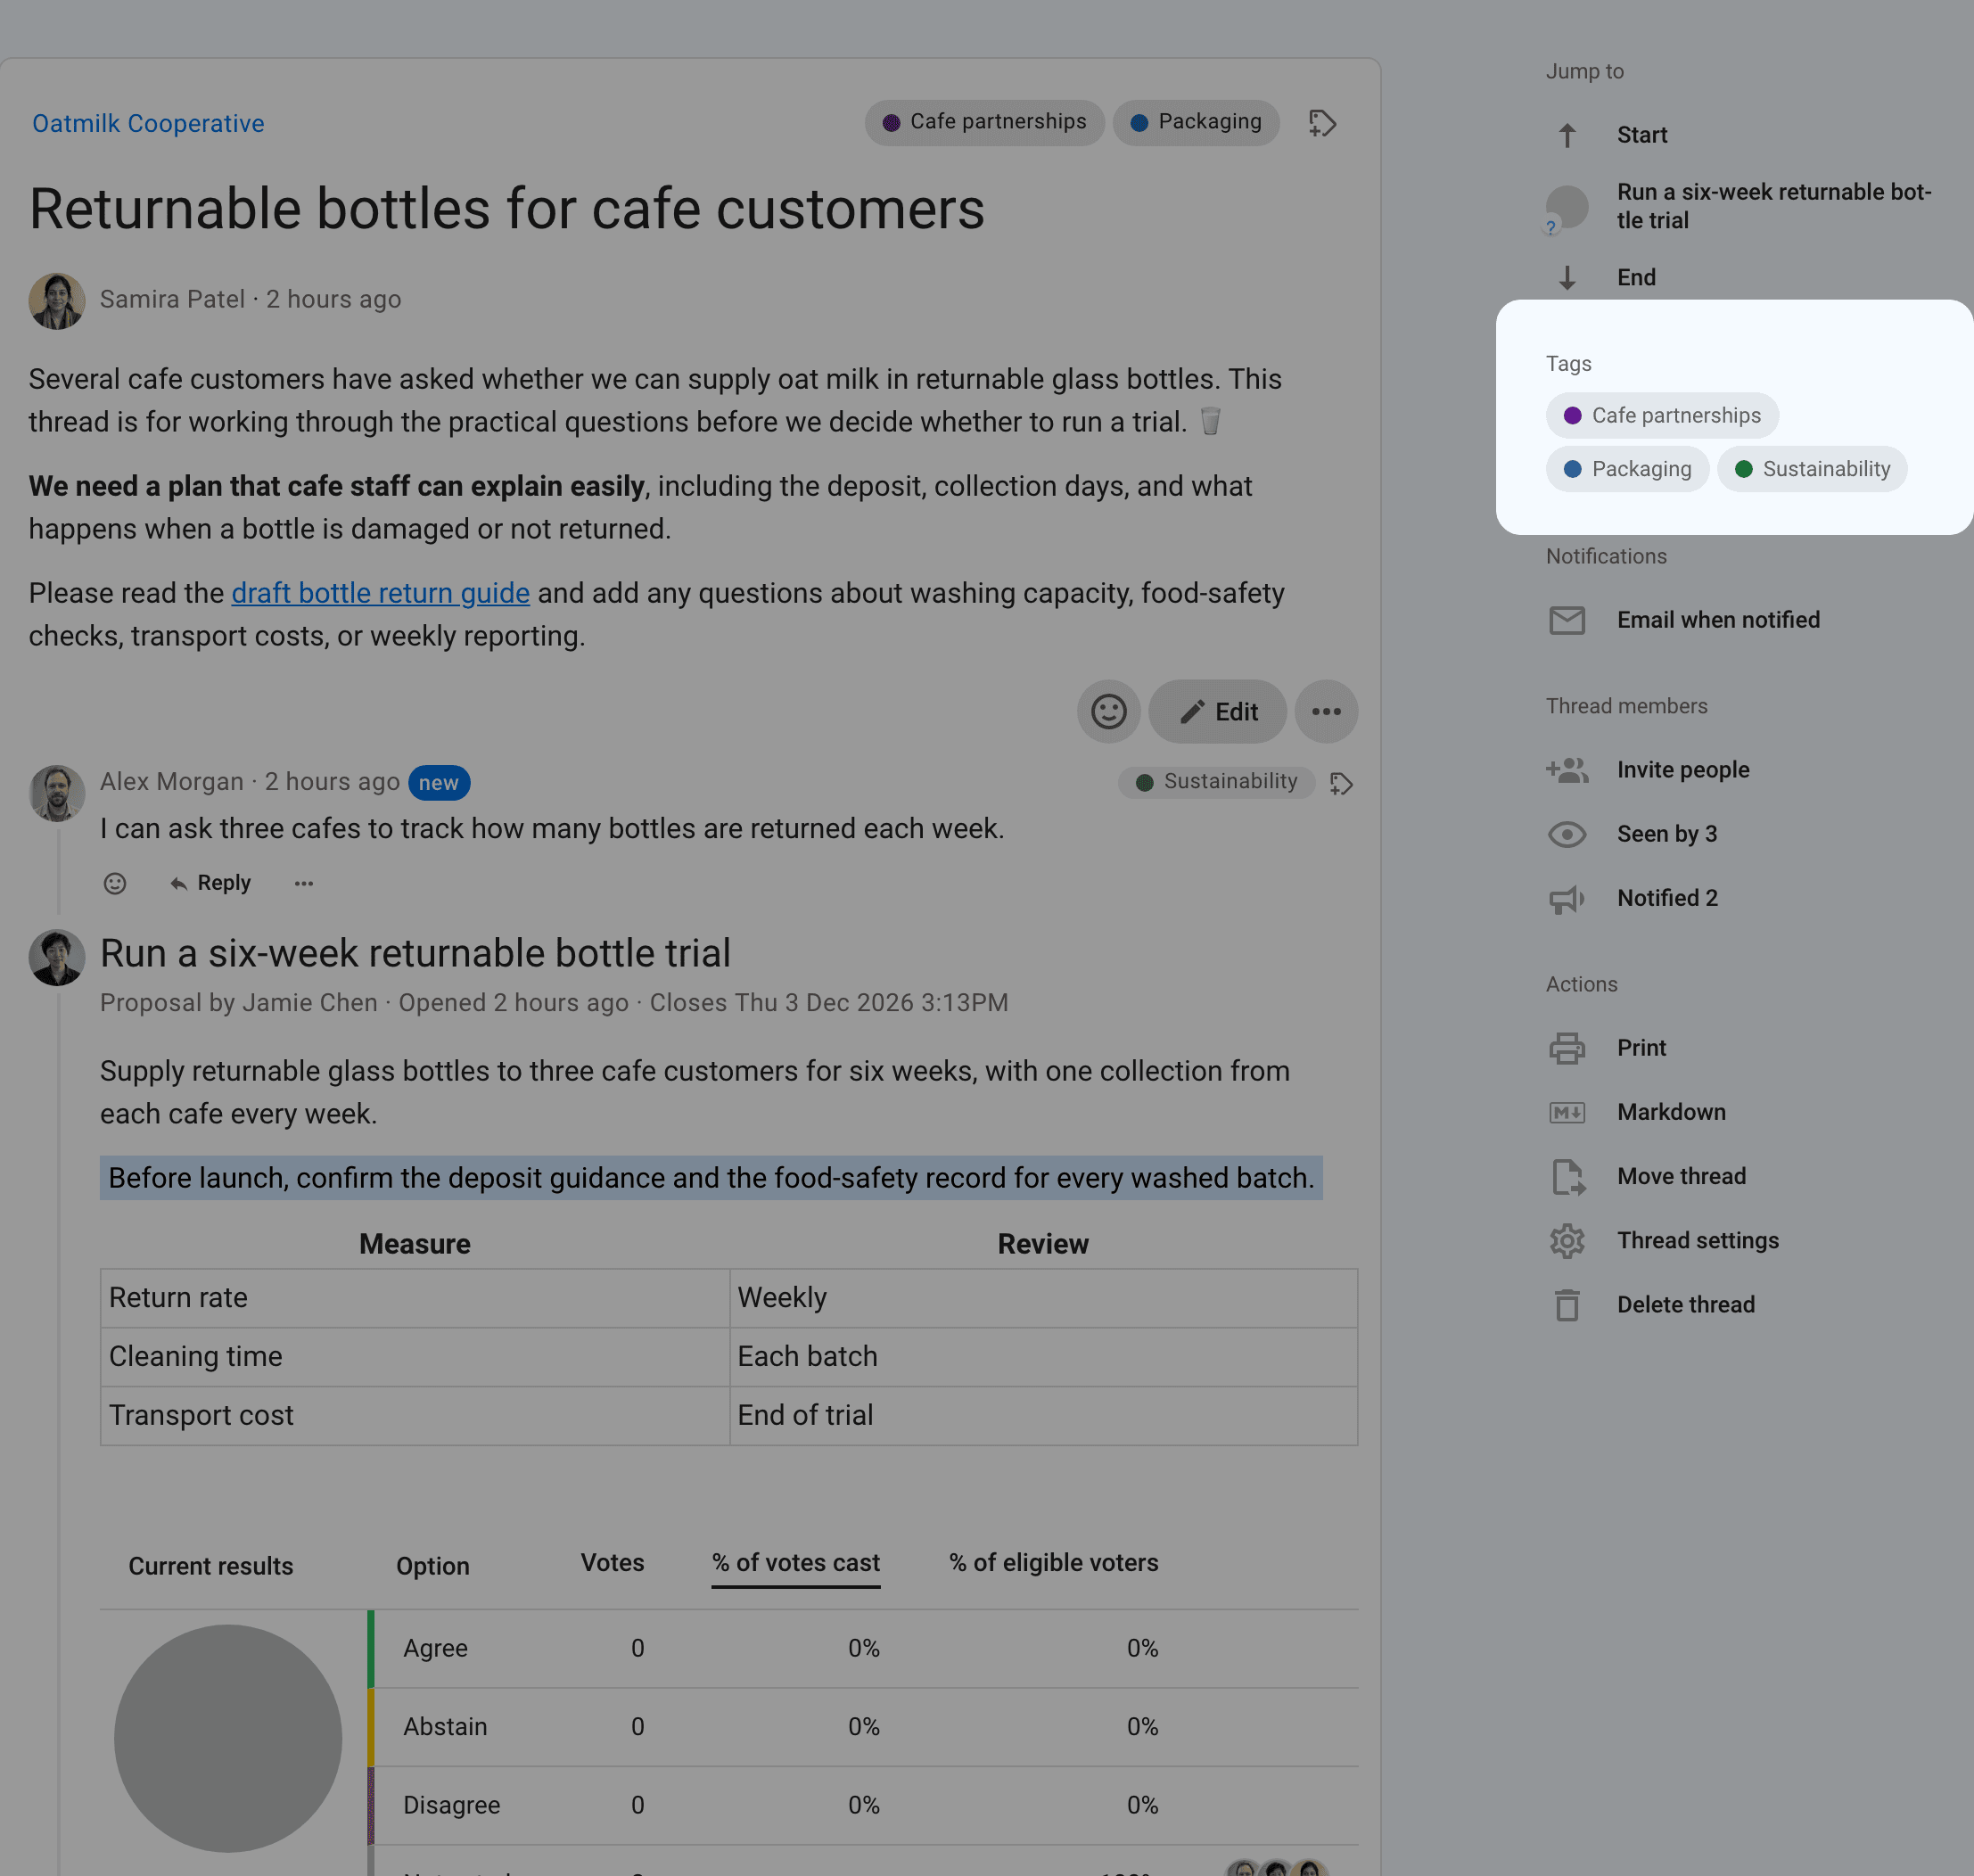 Oatmilk Cooperative
Cafe partnerships
Packaging
Returnable bottles for cafe customers
Samira Patel · 2 hours ago
Several cafe customers have asked whether we can supply oat milk in returnable glass bottles. This
thread is for working through the practical questions before we decide whether to run a trial.
We need a plan that cafe staff can explain easily, including the deposit, collection days, and what
happens when a bottle is damaged or not returned.
Please read the draft bottle return guide and add any questions about washing capacity, food-safety
checks, transport costs, or weekly reporting.
Edit
Alex Morgan · 2 hours ago new
Sustainability
I can ask three cafes to track how many bottles are returned each week.
Reply
Run a six-week returnable bottle trial
Proposal by Jamie Chen · Opened 2 hours ago · Closes Thu 3 Dec 2026 3:13PM
Supply returnable glass bottles to three cafe customers for six weeks, with one collection from
each cafe every week.
Before launch, confirm the deposit guidance and the food-safety record for every washed batch.
Measure Review
Return rate Weekly
Cleaning time Each batch
Transport cost End of trial
Current results Option Votes % of votes cast % of eligible voters
Agree 0 0% 0%
Abstain 0 0% 0%
Disagree 0 0% 0%
Jump to
Start
?
Run a six-week returnable bot-
tle trial
End
Tags
Cafe partnerships
Packaging Sustainability
Notifications
Email when notified
Thread members
Invite people
Seen by 3
Notified 2
Actions
Print
M
Markdown
Move thread
Thread settings
Delete thread